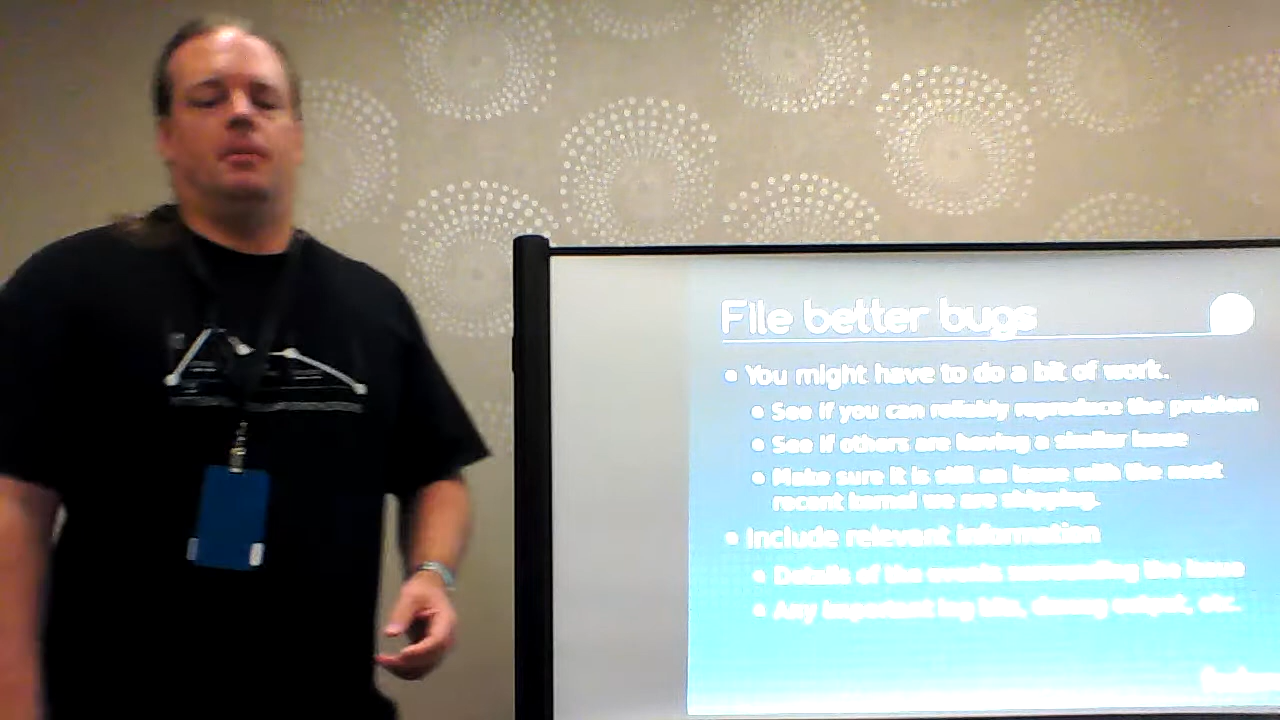 File better bugs
You might have to do a bit of work.
See if you can reliably reproduce the problem
See if others are having a similar issue
Make sure it is still an issue with the most
recent kernel we are shipping.
Include relevant information
Details of the events surrounding the issue
Any important log bits, dmesg output, etc.